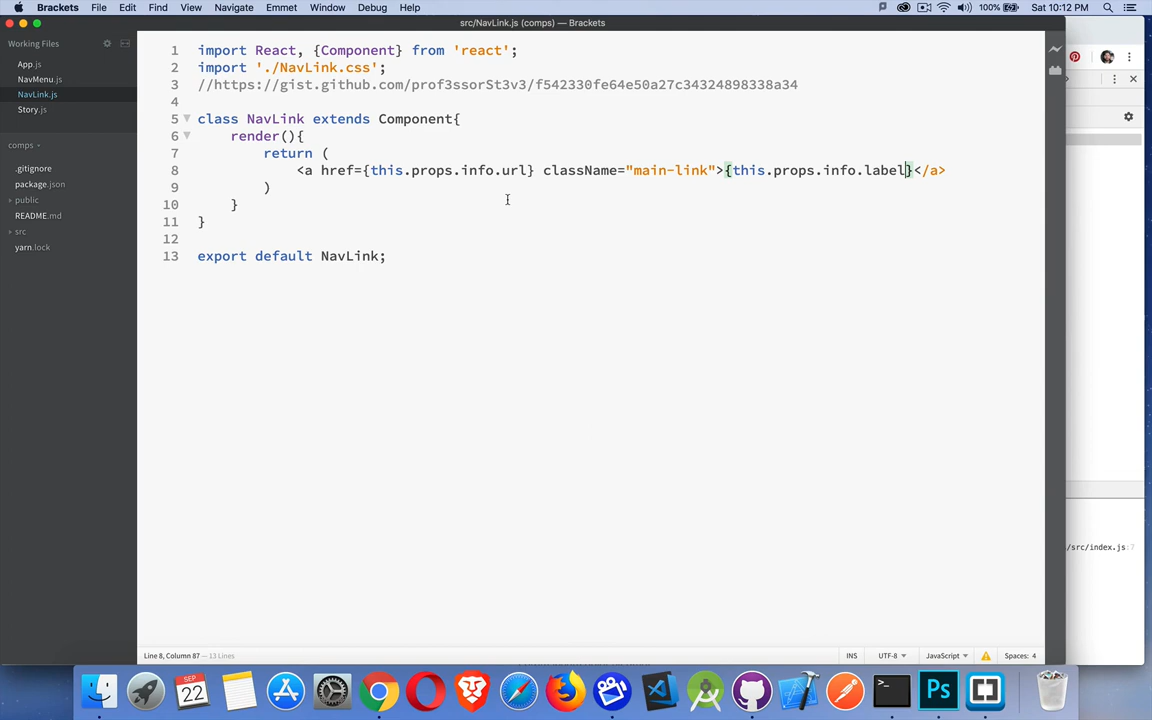 Brackets File Edit Find View Navigate Emmet Window Debug Help 100% Sat 10:12 PM
src/NavLink.js (comps) — Brackets
Working Files
App.js
NavMenu.js
NavLink.js
Story.js
comps
.gitignore
package.json
public
README.md
src
yarn.lock
1 import React, {Component} from 'react';
2 import './NavLink.css';
3 //https://gist.github.com/prof3ssorSt3v3/f542330fe64e50a27c34324898338a34
4
5 class NavLink extends Component{
6 render(){
7 return (
8 <a href={this.props.info.url} className="main-link">{this.props.info.label}</a>
9 )
10 }
11 }
12
13 export default NavLink;
/src/index.js:7
Line 8, Column 87 — 13 Lines
INS UTF-8 JavaScript Spaces: 4
SEP
22
>_
Ps